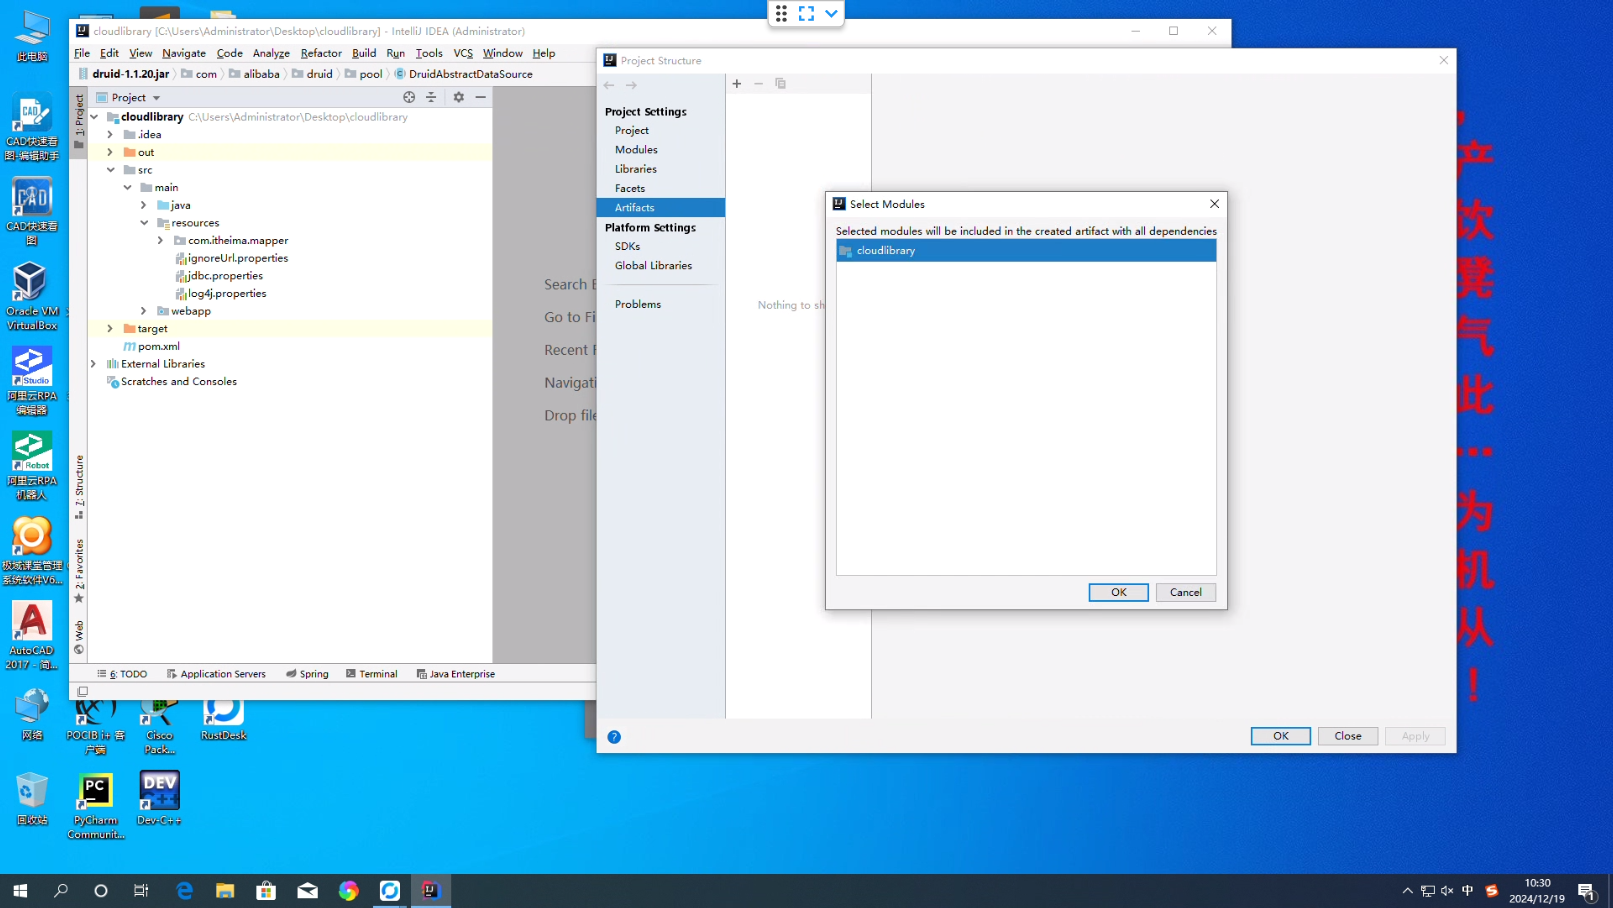 cloudlibrary [C:\Users\Administrator\Desktop\cloudlibrary] - IntelliJ IDEA (Administrator)
File Edit View Navigate Code Analyze Refactor Build Run Tools VCS Window Help
druid-1.1.20.jar com alibaba druid pool DruidAbstractDataSource
Project
1: Project
cloudlibrary C:\Users\Administrator\Desktop\cloudlibrary
.idea
out
src
main
java
resources
com.itheima.mapper
ignoreUrl.properties
jdbc.properties
log4j.properties
webapp
target
pom.xml
External Libraries
Scratches and Consoles
7: Structure
2: Favorites
Web
Search E
Go to Fi
Recent F
Navigati
Drop file
6: TODO Application Servers Spring Terminal Java Enterprise
Project Structure
Project Settings
Project
Modules
Libraries
Facets
Artifacts
Platform Settings
SDKs
Global Libraries
Problems
Nothing to sh
Select Modules
Selected modules will be included in the created artifact with all dependencies
cloudlibrary
OK Cancel
OK Close Apply
此电脑
CAD快速看
图-编辑助手
CAD快速看
图
Oracle VM
VirtualBox
阿里云RPA
编辑器
阿里云RPA
机器人
极域课堂管理
系统软件V6...
AutoCAD
2017 - 简...
网络
POCIB i+ 客
户端
Cisco
Pack...
RustDesk
回收站
PyCharm
Communit...
Dev-C++
产
饮
凳
气
此
…
为
机
从
！
中
10:30
2024/12/19
1